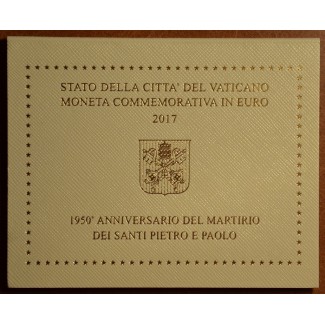 STATO DELLA CITTA' DEL VATICANO
MONETA COMMEMORATIVA IN EURO
2017
1950° ANNIVERSARIO DEL MARTIRIO
DEI SANTI PIETRO E PAOLO